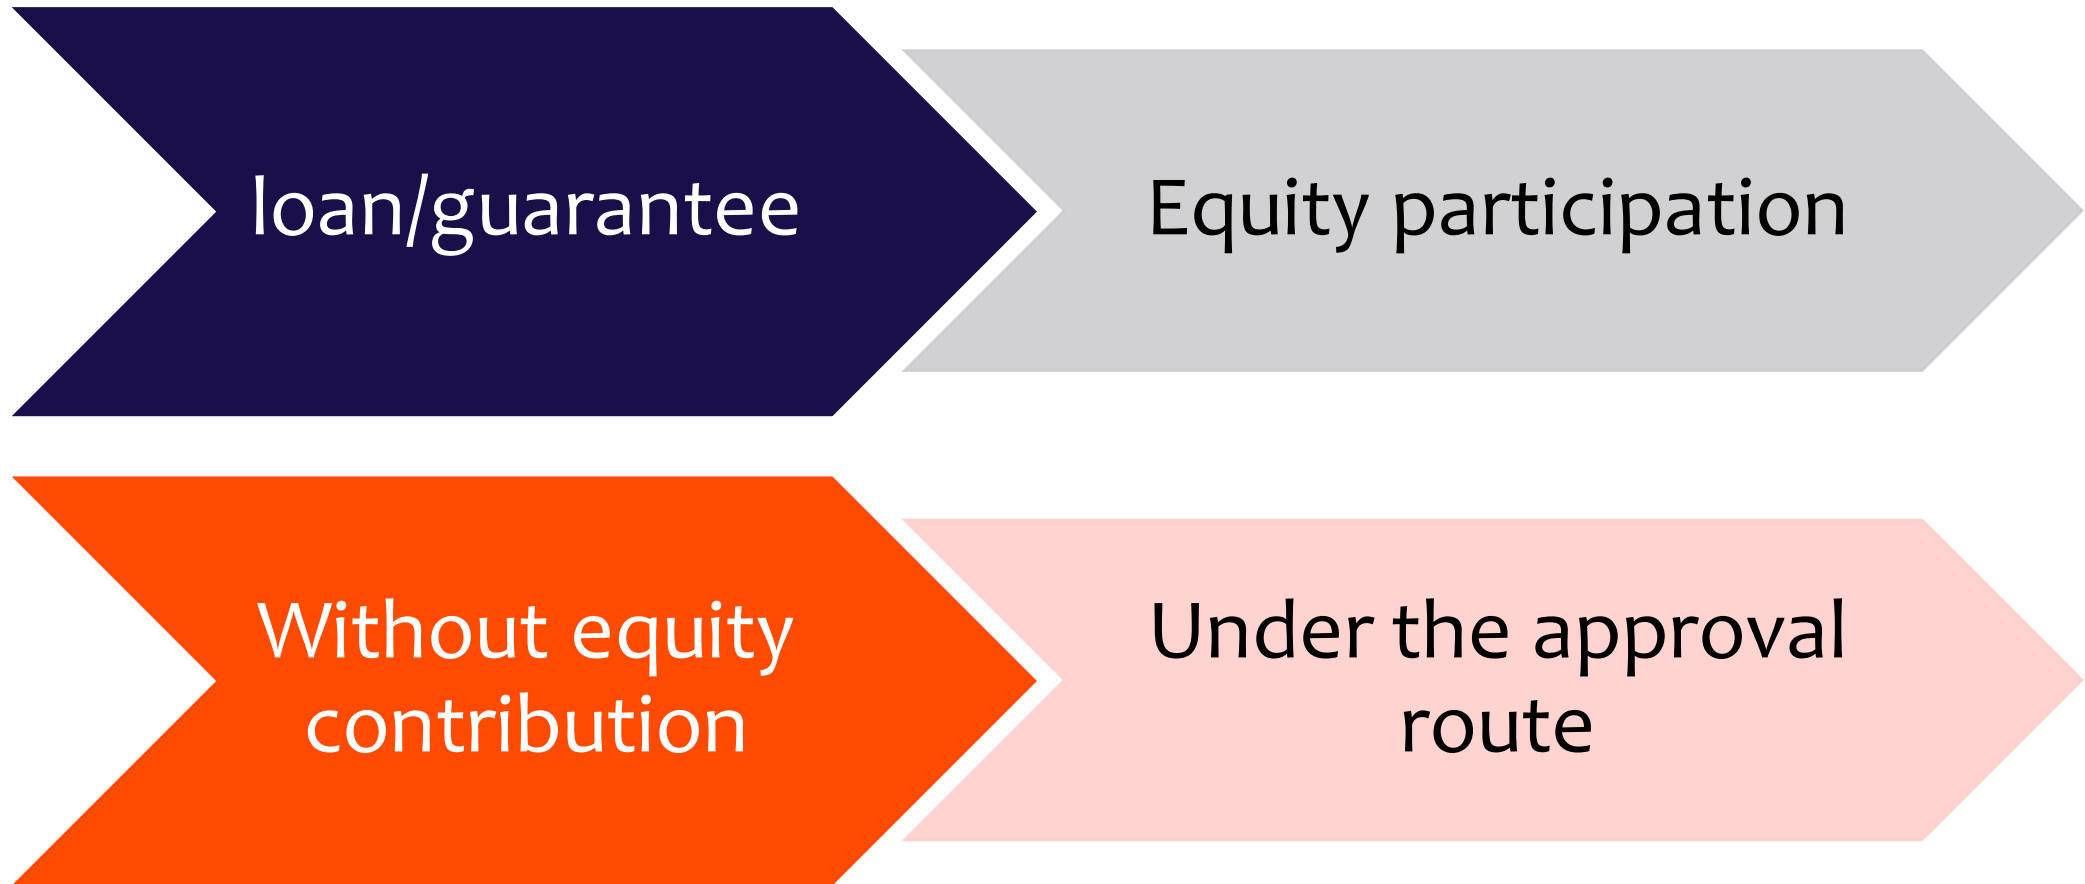 loan/guarantee
Equity participation
Without equity
contribution
Under the approval
route